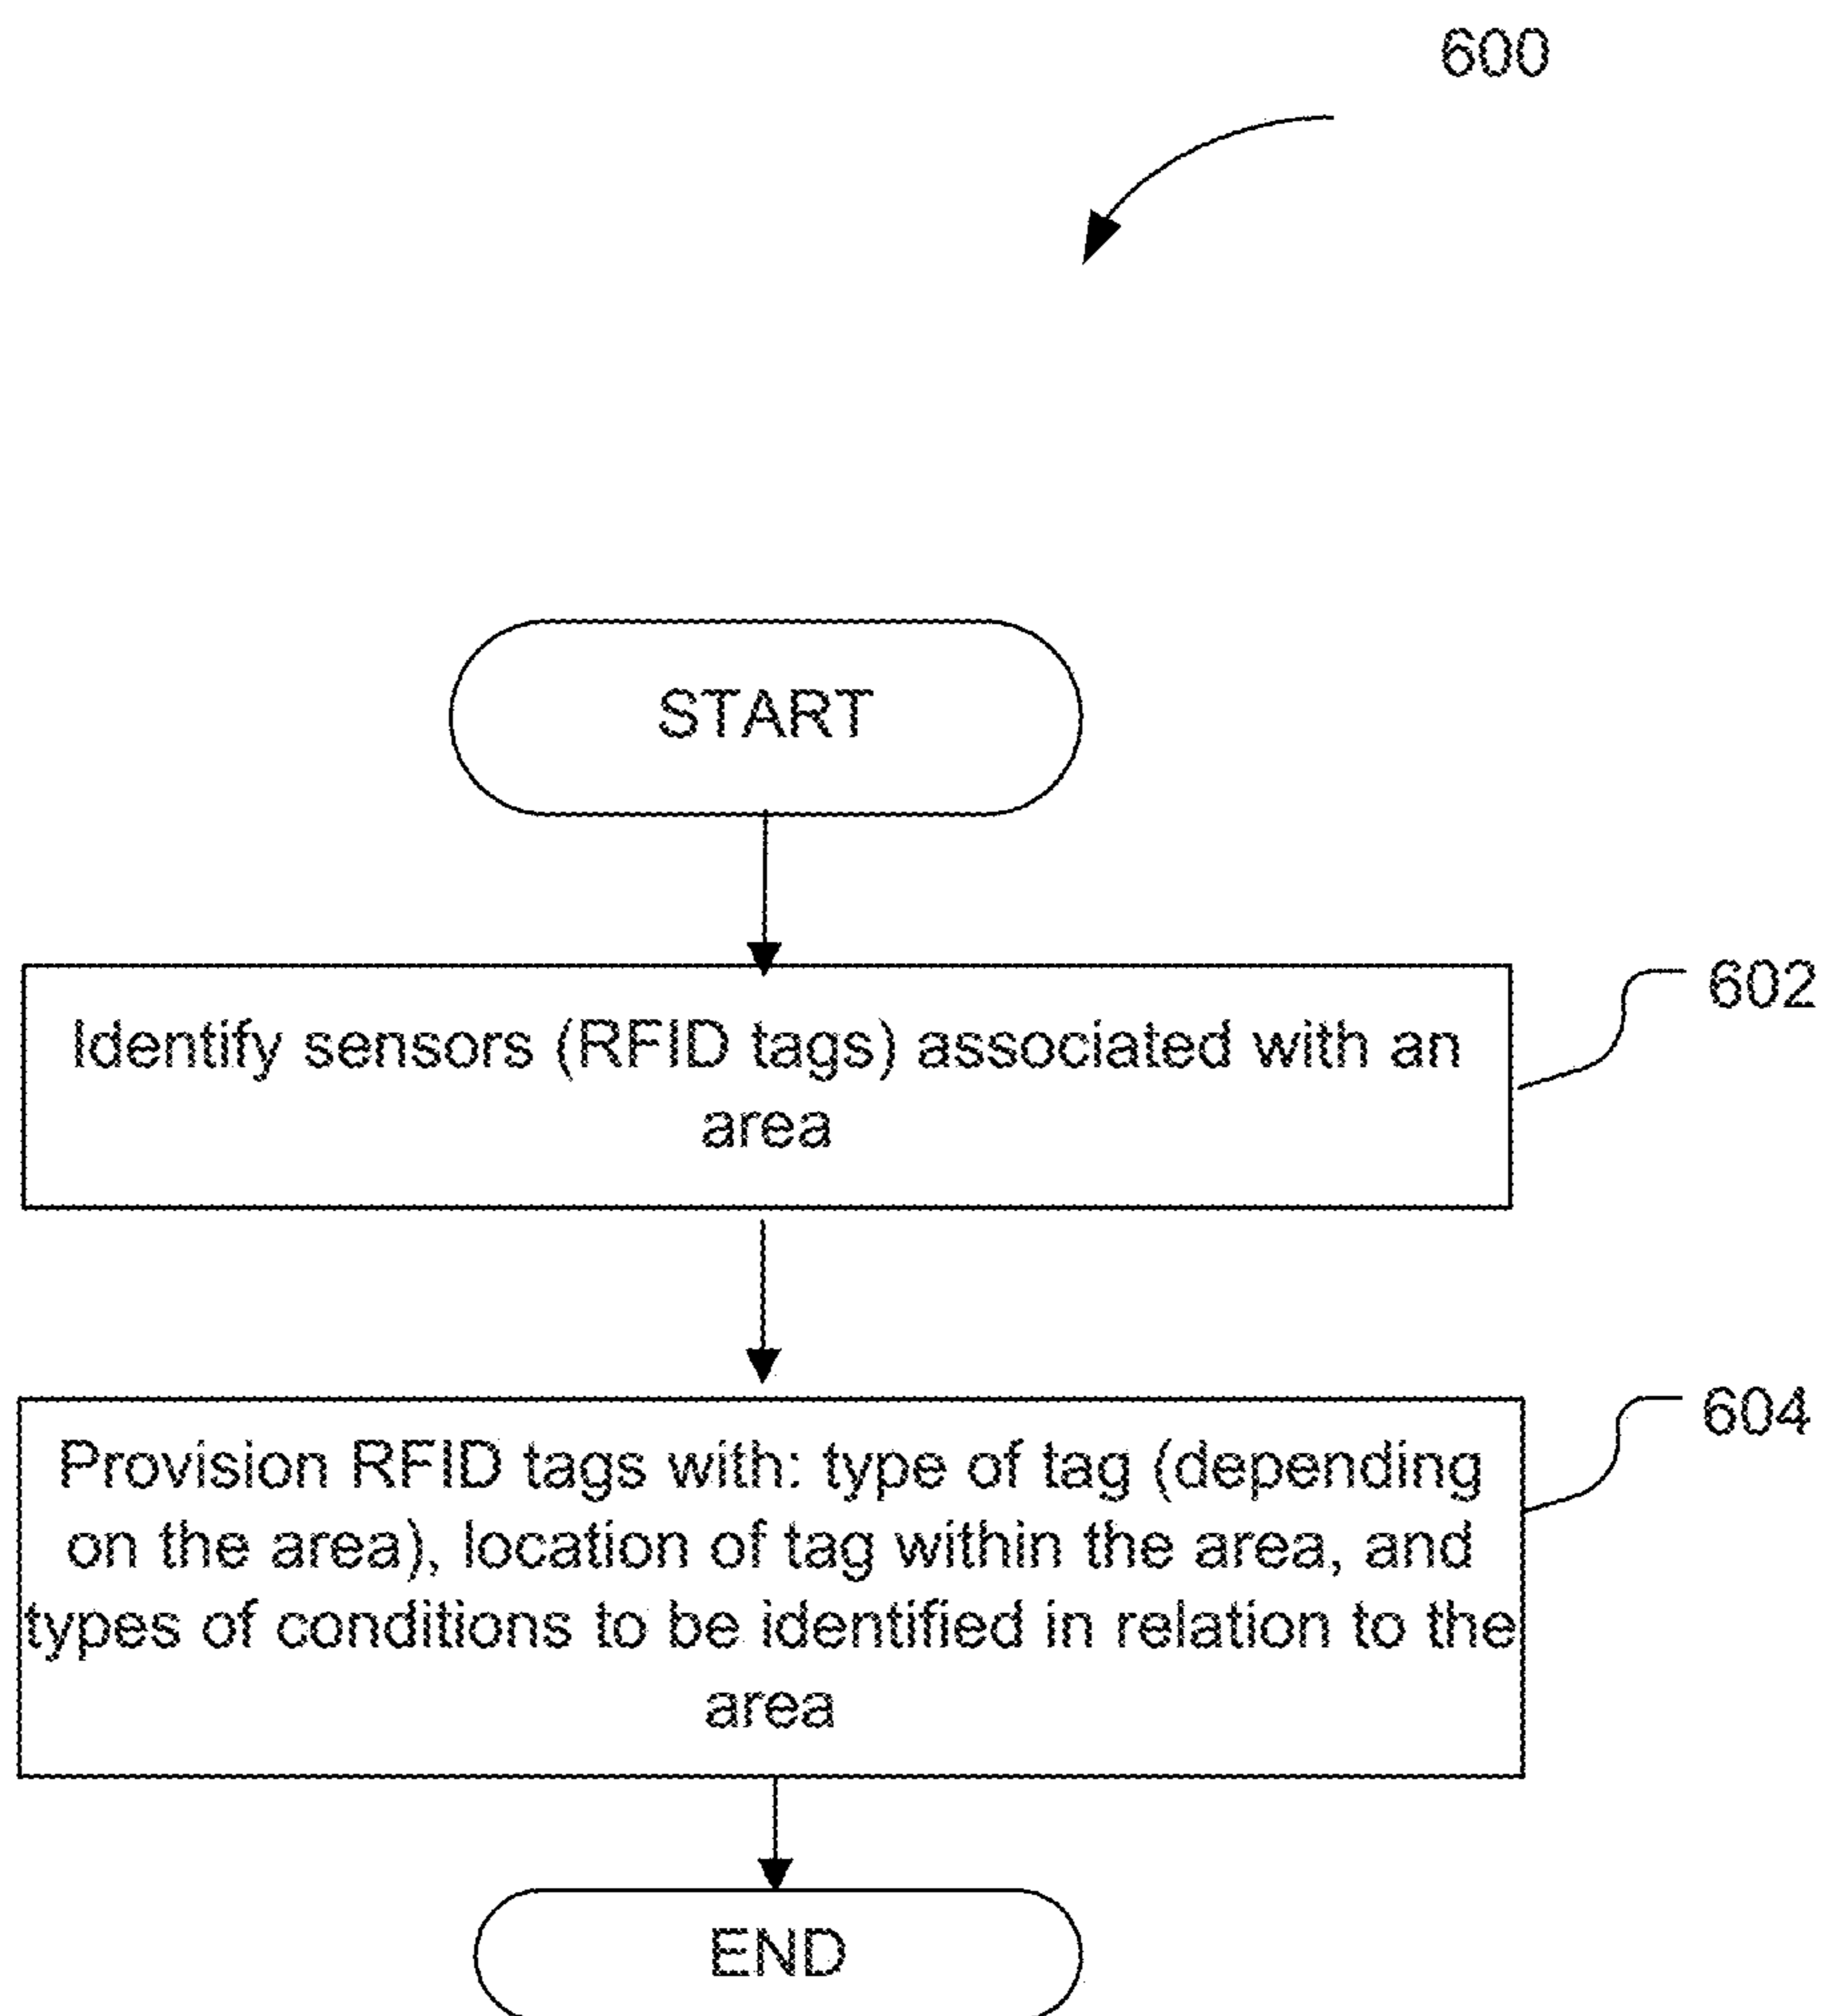 600
START
Identify sensors (RFID tags) associated with an
area
602
Provision RFID tags with: type of tag (depending
on the area), location of tag within the area, and
types of conditions to be identified in relation to the
area
604
END